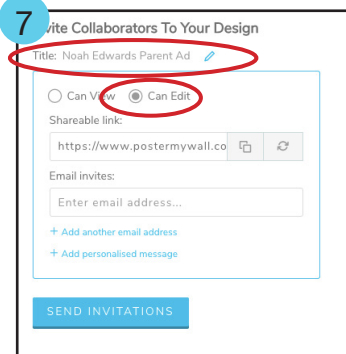 7
vite Collaborators To Your Design
Title: Noah Edwards Parent Ad
Can View Can Edit
Shareable link:
https://www.postermywall.co
Email invites:
Enter email address...
+ Add another email address
+ Add personalised message
SEND INVITATIONS